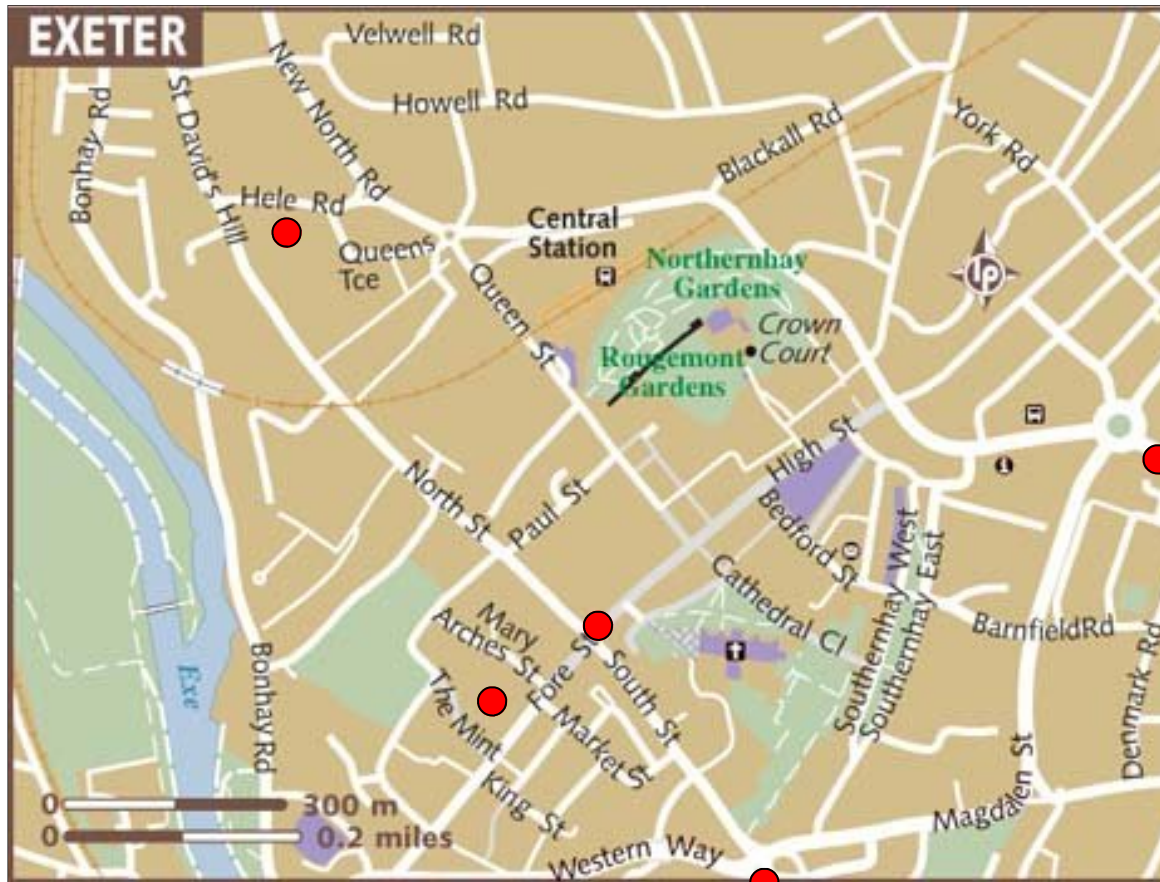 EXETER
Velwell Rd
New North Rd
St David's Hill
Bonhay Rd
Howell Rd
Blackall Rd
York Rd
Hele Rd
Central
Station
Queens
Tce
Northernhay
Gardens
LP
Queen St
Crown
Court
Rougemont
Gardens
High St
North St
Paul St
Bedford St
Southernhay West
Southernhay East
Cathedral Cl
Barnfield Rd
Mary
Arches St
Fore St
South St
Exe
Bonhay Rd
The Mint
Market St
Denmark Rd
King St
Magdalen St
0 300 m
0 0.2 miles
Western Way